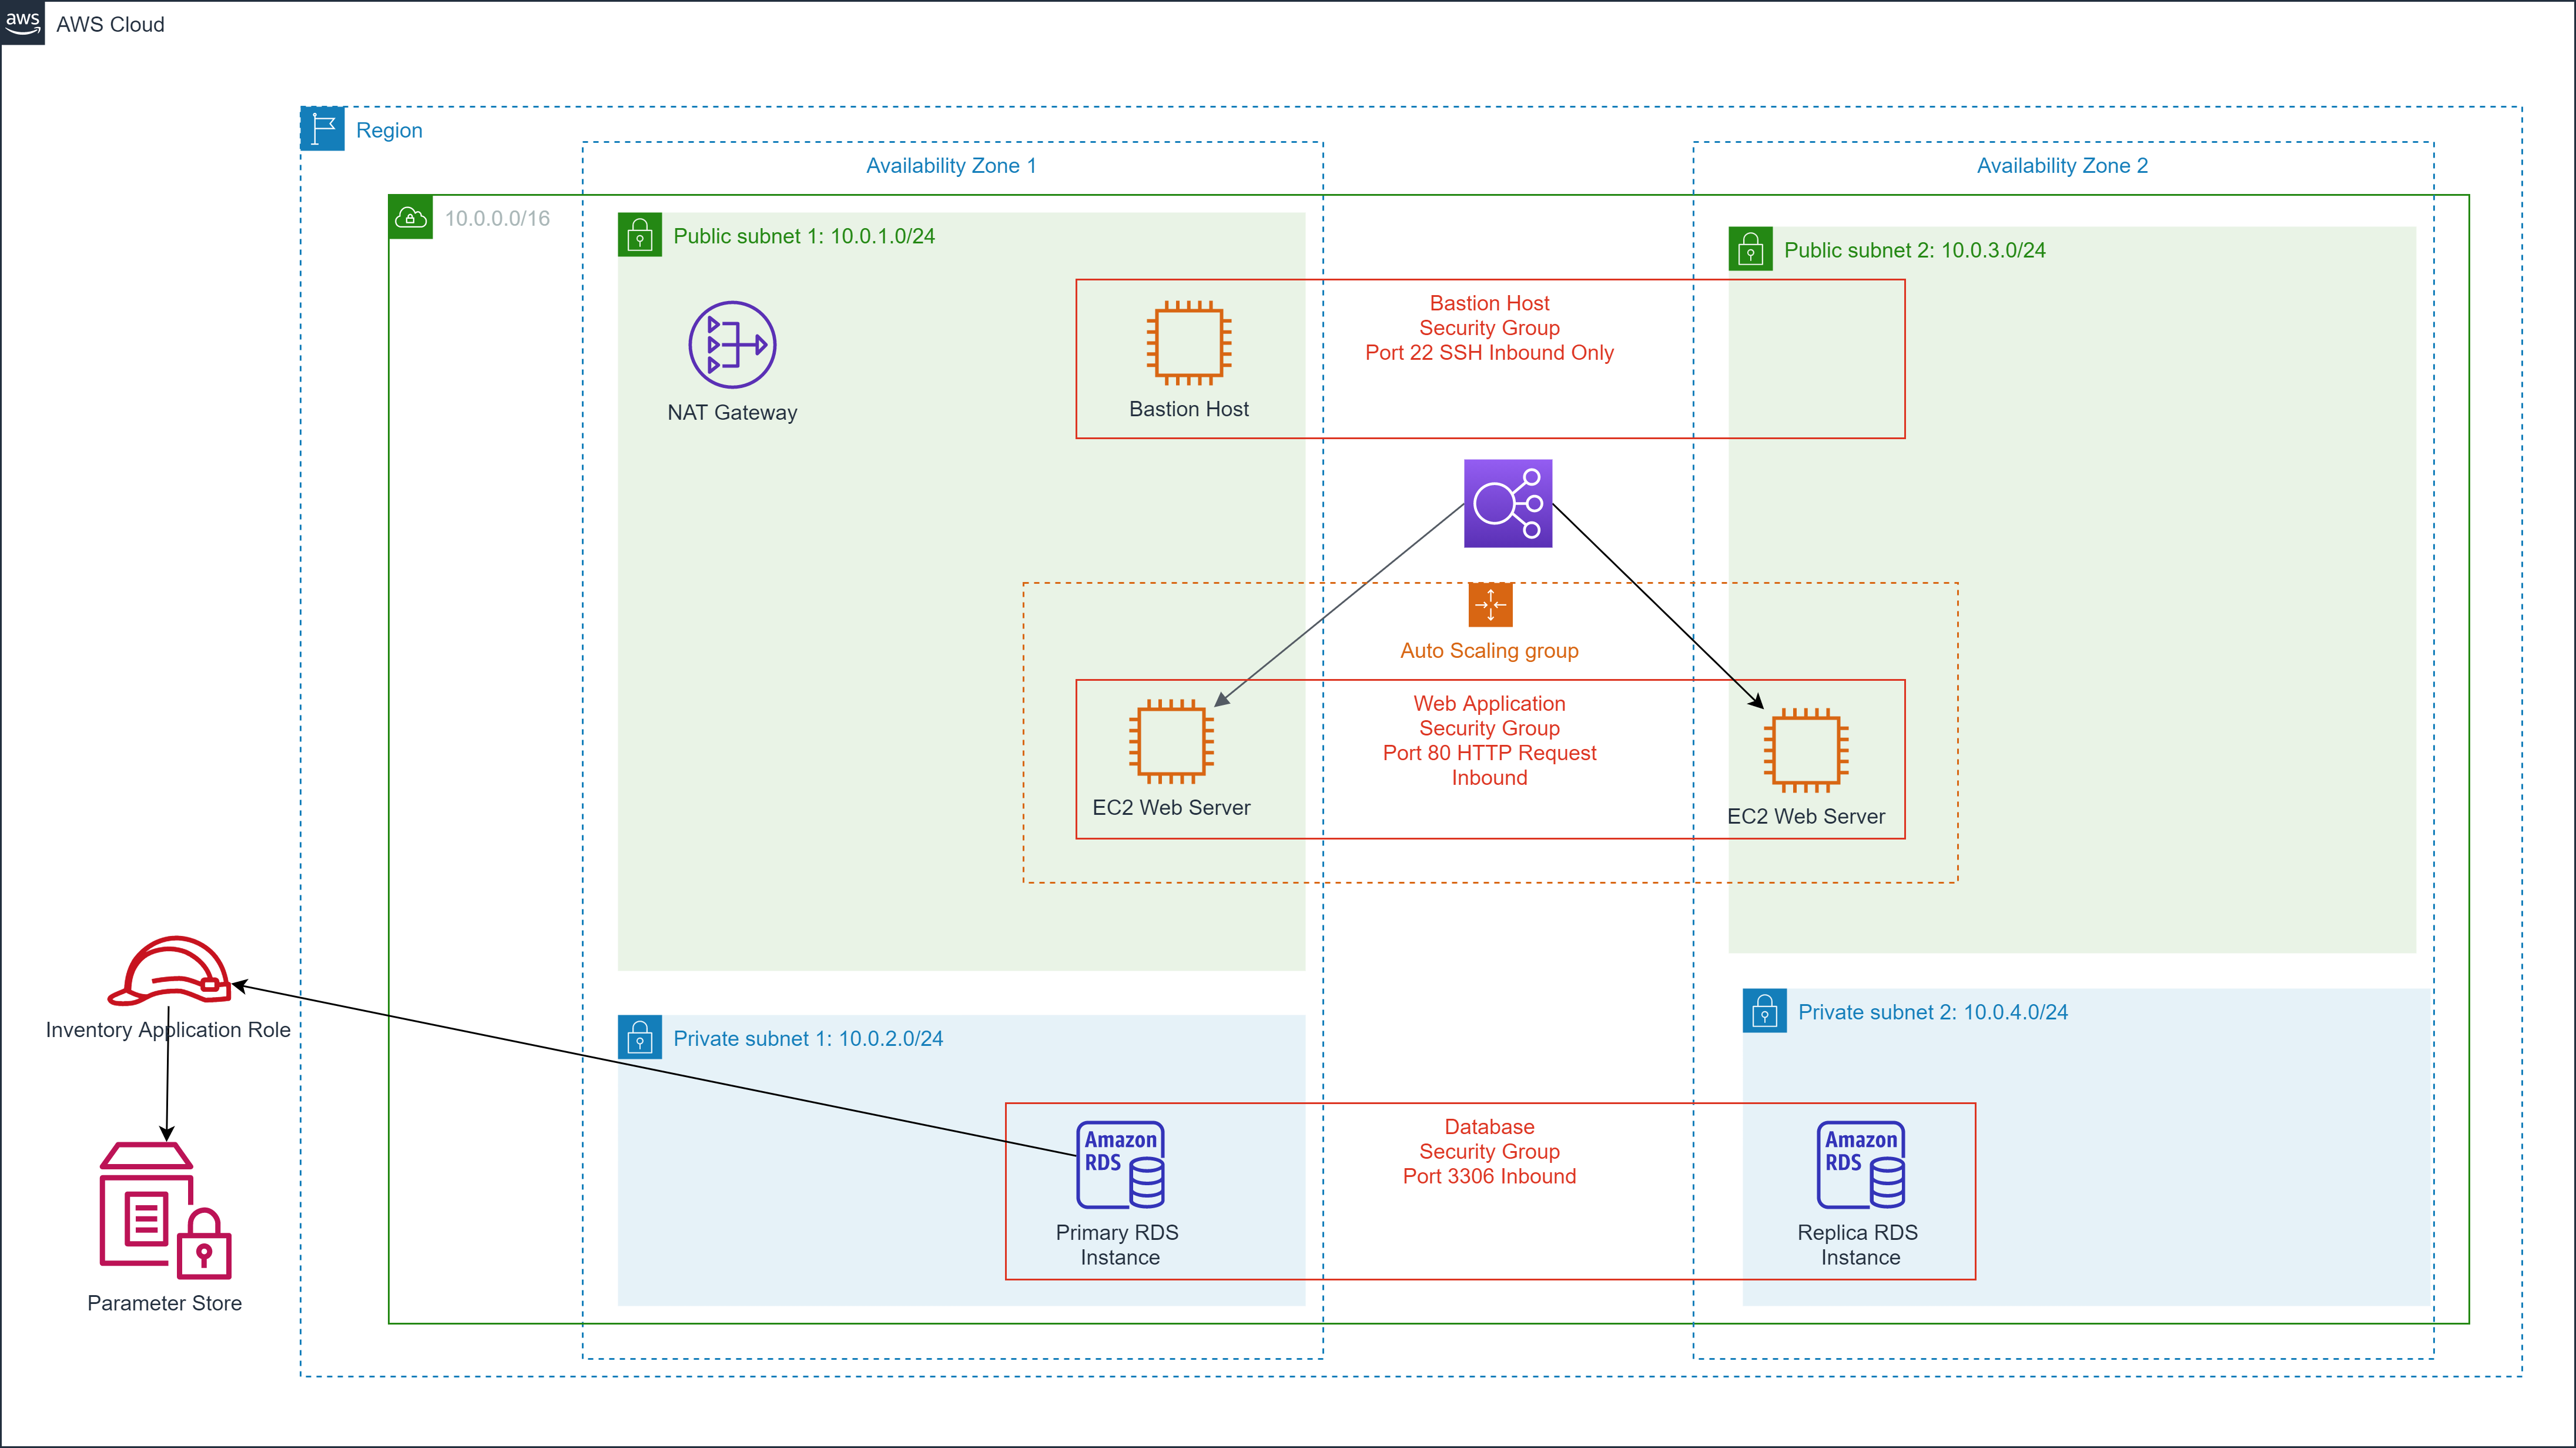 aws
AWS Cloud
Region
Availability Zone 1
Availability Zone 2
10.0.0.0/16
Public subnet 1: 10.0.1.0/24
Public subnet 2: 10.0.3.0/24
NAT Gateway
Bastion Host
Bastion Host
Security Group
Port 22 SSH Inbound Only
Auto Scaling group
EC2 Web Server
Web Application
Security Group
Port 80 HTTP Request
Inbound
EC2 Web Server
Inventory Application Role
Parameter Store
Private subnet 1: 10.0.2.0/24
Private subnet 2: 10.0.4.0/24
Amazon
RDS
Primary RDS
Instance
Database
Security Group
Port 3306 Inbound
Amazon
RDS
Replica RDS
Instance